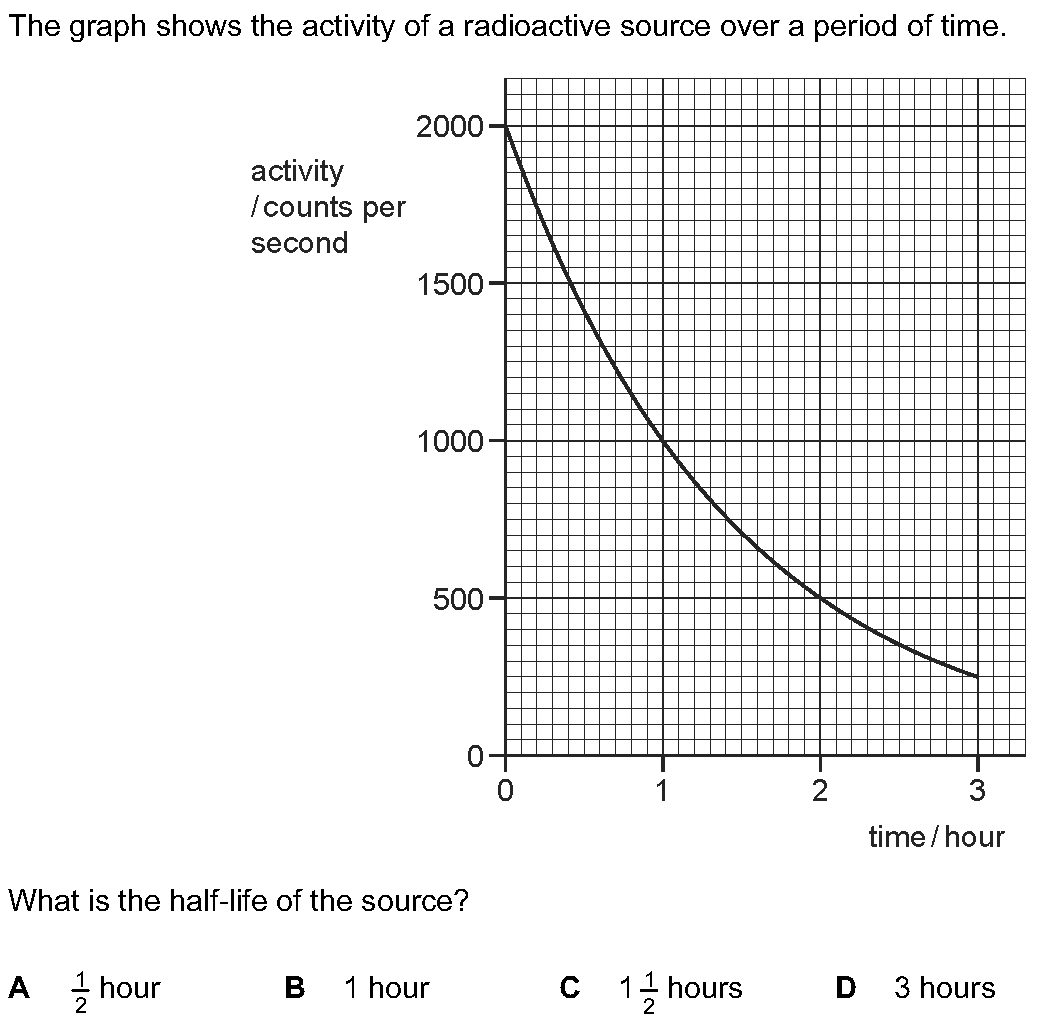 The graph shows the activity of a radioactive source over a period of time.
2000
activity
/ counts per
second
1500
1000
500
0
0 1 2 3
time / hour
What is the half-life of the source?
A 1/2 hour B 1 hour C 1 1/2 hours D 3 hours